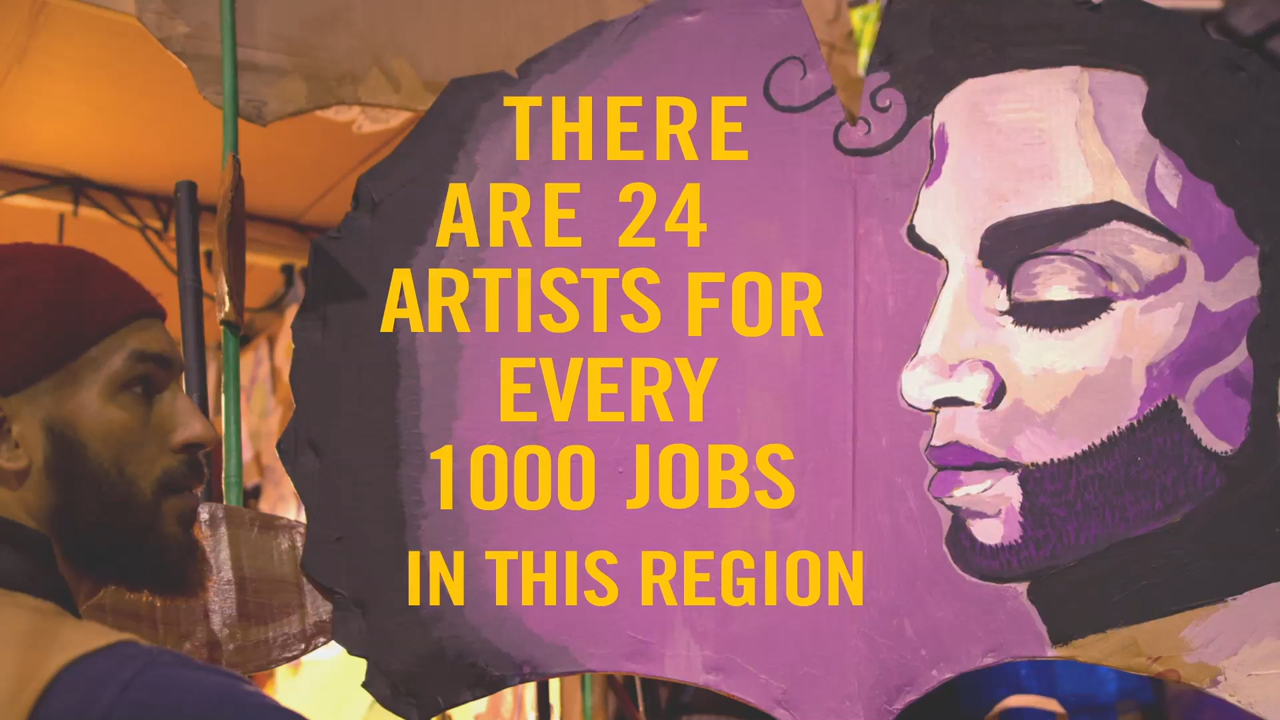 THERE
ARE 24
ARTISTS FOR
EVERY
1000 JOBS
IN THIS REGION